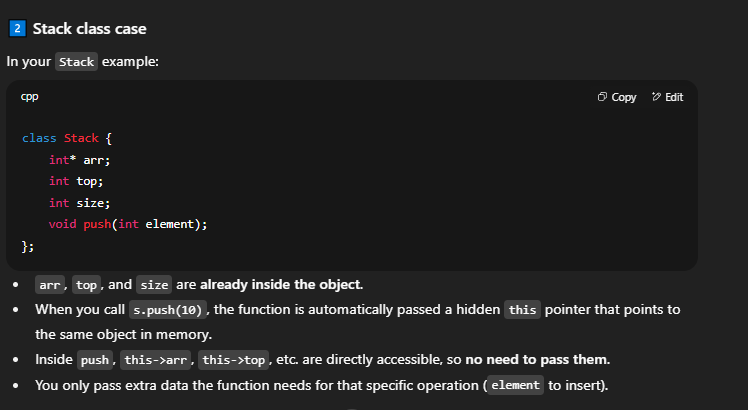 2 Stack class case
In your Stack example:
cpp
Copy Edit
class Stack {
    int* arr;
    int top;
    int size;
    void push(int element);
};
• arr, top, and size are already inside the object.
• When you call s.push(10), the function is automatically passed a hidden this pointer that points to
the same object in memory.
• Inside push, this->arr, this->top, etc. are directly accessible, so no need to pass them.
• You only pass extra data the function needs for that specific operation (element to insert).